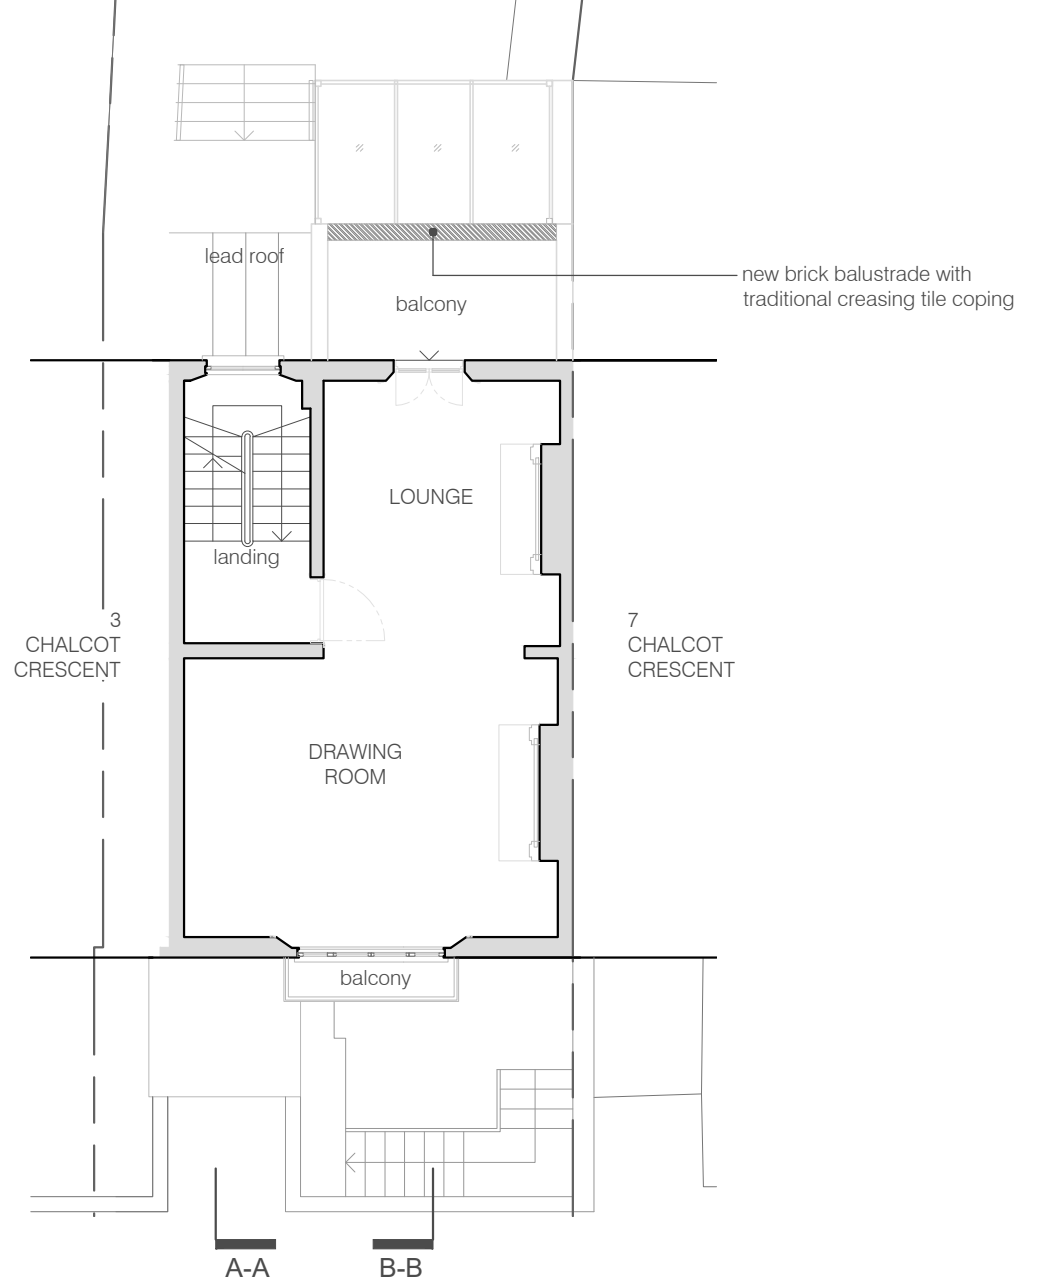 lead roof
new brick balustrade with
traditional creasing tile coping
balcony
LOUNGE
landing
3
CHALCOT
CRESCENT
7
CHALCOT
CRESCENT
DRAWING
ROOM
balcony
A-A
B-B